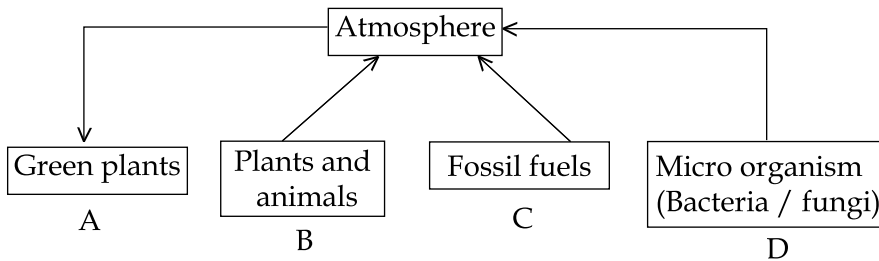 Atmosphere
Green plants
A
Plants and
animals
B
Fossil fuels
C
Micro organism
(Bacteria / fungi)
D